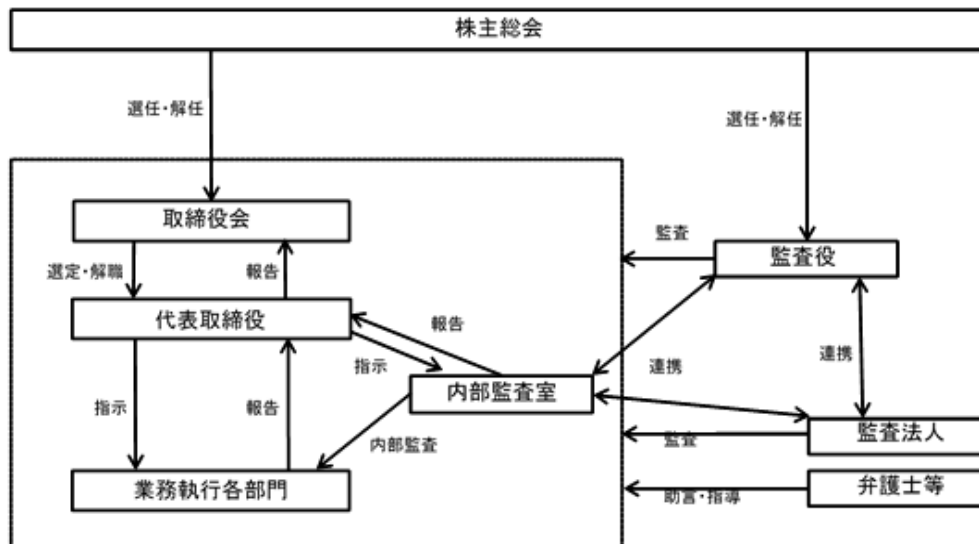 株主総会
選任・解任
選任・解任
取締役会
監査
監査役
選定・解職
報告
代表取締役
報告
指示
連携
連携
内部監査室
指示
報告
内部監査
監査法人
監査
業務執行各部門
弁護士等
助言・指導